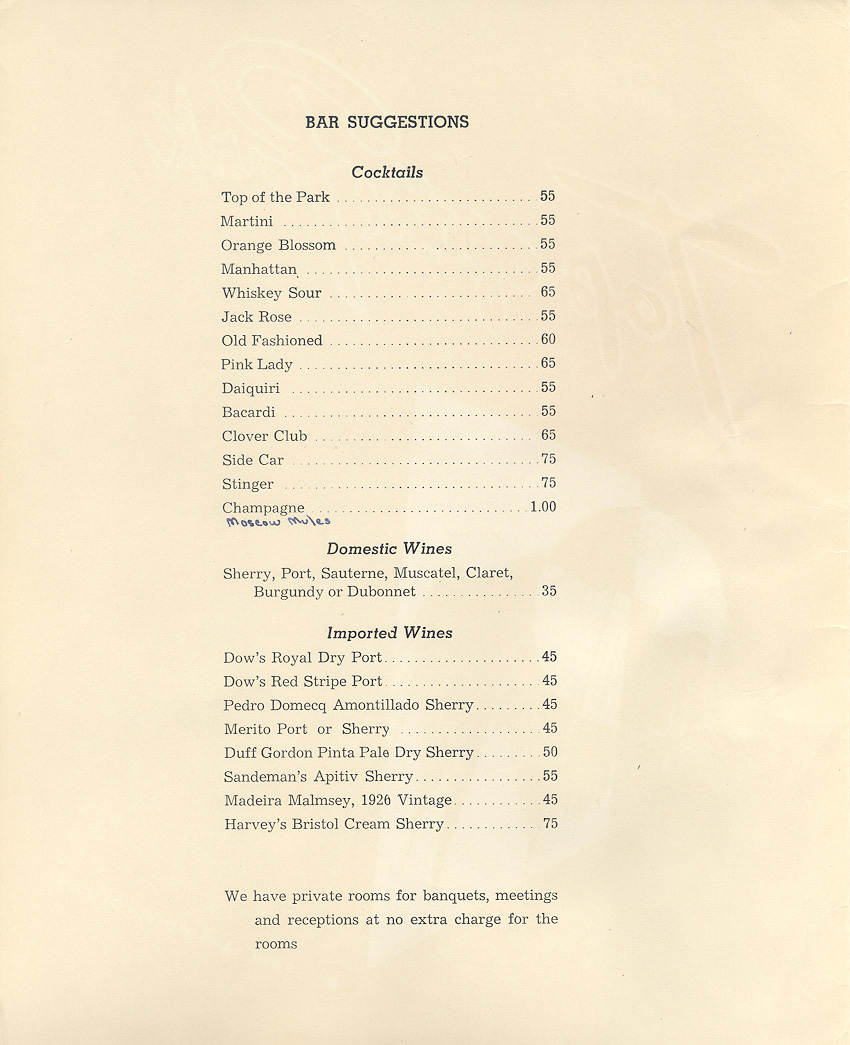 BAR SUGGESTIONS
Cocktails
Top of the Park . . . . . . . . . . . . . . . . . . . . . . . . . . 55
Martini . . . . . . . . . . . . . . . . . . . . . . . . . . . . . . . . . . 55
Orange Blossom . . . . . . . . . . . . . . . . . . . . . . . . . 55
Manhattan . . . . . . . . . . . . . . . . . . . . . . . . . . . . . . . 55
Whiskey Sour . . . . . . . . . . . . . . . . . . . . . . . . . . . 65
Jack Rose . . . . . . . . . . . . . . . . . . . . . . . . . . . . . . . . 55
Old Fashioned . . . . . . . . . . . . . . . . . . . . . . . . . . . . 60
Pink Lady . . . . . . . . . . . . . . . . . . . . . . . . . . . . . . . . 65
Daiquiri . . . . . . . . . . . . . . . . . . . . . . . . . . . . . . . . . 55
Bacardi . . . . . . . . . . . . . . . . . . . . . . . . . . . . . . . . . . 55
Clover Club . . . . . . . . . . . . . . . . . . . . . . . . . . . . . 65
Side Car . . . . . . . . . . . . . . . . . . . . . . . . . . . . . . . . . 75
Stinger . . . . . . . . . . . . . . . . . . . . . . . . . . . . . . . . . . 75
Champagne . . . . . . . . . . . . . . . . . . . . . . . . . . . . . 1.00
Moscow Mules
Domestic Wines
Sherry, Port, Sauterne, Muscatel, Claret,
Burgundy or Dubonnet . . . . . . . . . . . . . . . . 35
Imported Wines
Dow's Royal Dry Port. . . . . . . . . . . . . . . . . . . . . 45
Dow's Red Stripe Port. . . . . . . . . . . . . . . . . . . . . 45
Pedro Domecq Amontillado Sherry. . . . . . . . . 45
Merito Port or Sherry . . . . . . . . . . . . . . . . . . . 45
Duff Gordon Pinta Pale Dry Sherry. . . . . . . . . 50
Sandeman's Apitiv Sherry. . . . . . . . . . . . . . . . . 55
Madeira Malmsey, 1926 Vintage. . . . . . . . . . . . 45
Harvey's Bristol Cream Sherry. . . . . . . . . . . . . 75
We have private rooms for banquets, meetings
and receptions at no extra charge for the
rooms